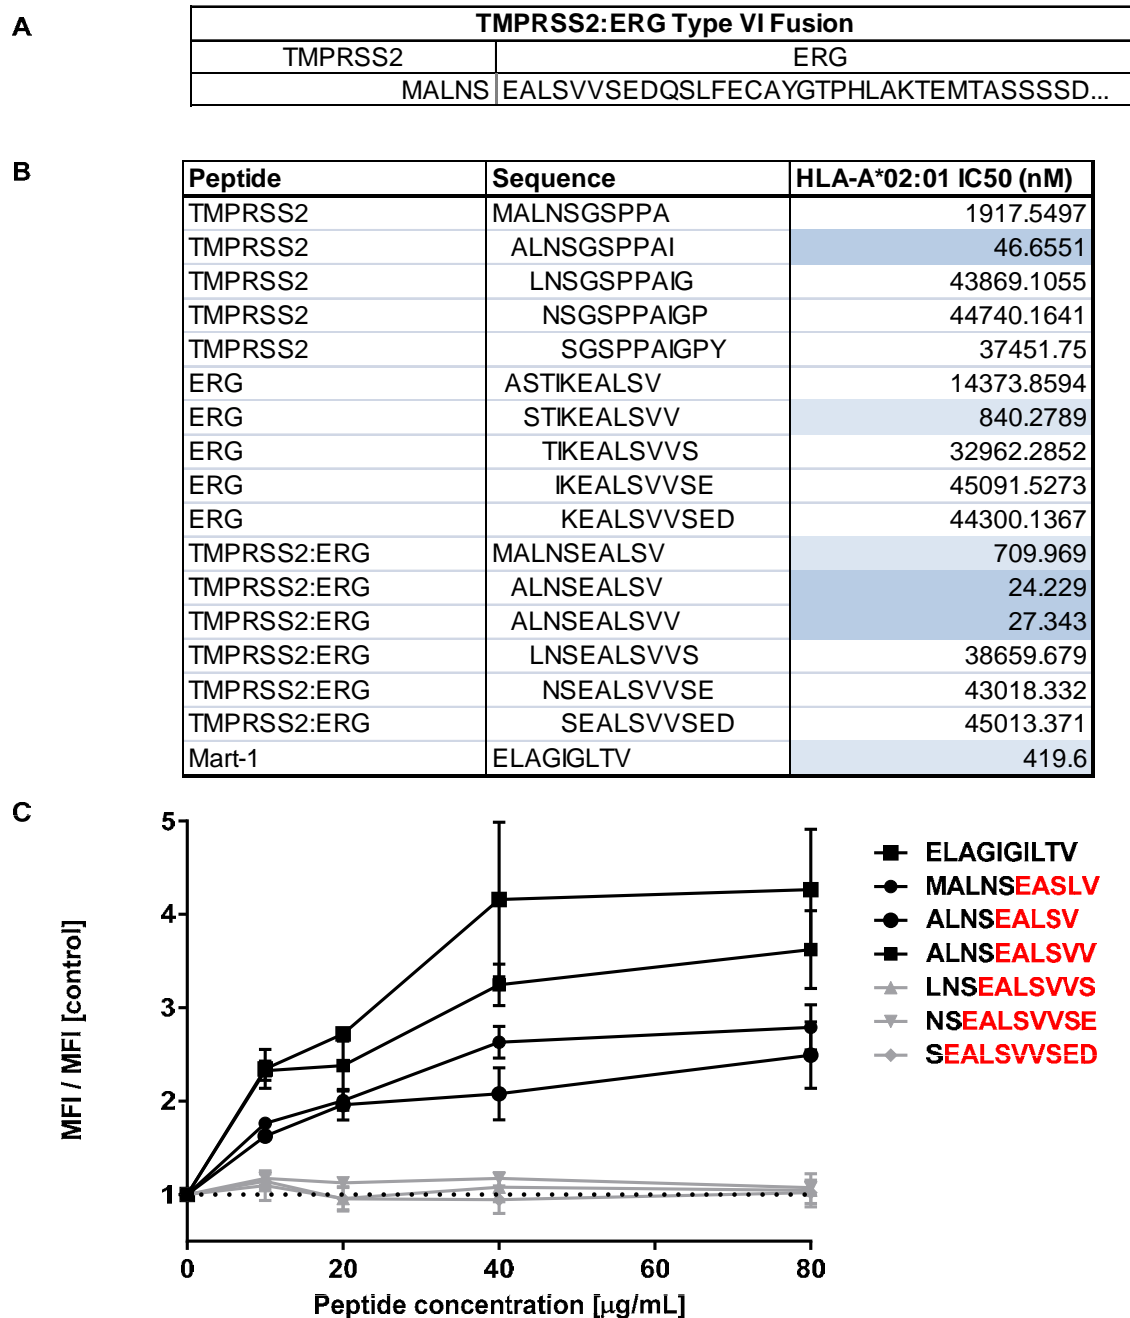 A
TMPRSS2:ERG Type VI Fusion
TMPRSS2 ERG
MALNS EALSVVSEDQSLFECAYGTPHLAKTEMTASSSSD...
B
Peptide Sequence HLA-A*02:01 IC50 (nM)
TMPRSS2 MALNSGSPPA 1917.5497
TMPRSS2 ALNSGSPPAI 46.6551
TMPRSS2 LNSGSPPAIG 43869.1055
TMPRSS2 NSGSPPAIGP 44740.1641
TMPRSS2 SGSPPAIGPY 37451.75
ERG ASTIKEALSV 14373.8594
ERG STIKEALSVV 840.2789
ERG TIKEALSVVS 32962.2852
ERG IKEALSVVSE 45091.5273
ERG KEALSVVSED 44300.1367
TMPRSS2:ERG MALNSEALSV 709.969
TMPRSS2:ERG ALNSEALSV 24.229
TMPRSS2:ERG ALNSEALSVV 27.343
TMPRSS2:ERG LNSEALSVVS 38659.679
TMPRSS2:ERG NSEALSVVSE 43018.332
TMPRSS2:ERG SEALSVVSED 45013.371
Mart-1 ELAGIGLTV 419.6
C
MFI / MFI [control]
5
4
3
2
1
0 20 40 60 80
Peptide concentration [µg/mL]
ELAGIGILTV
MALNSEASLV
ALNSEALSV
ALNSEALSVV
LNSEALSVVS
NSEALSVVSE
SEALSVVSED